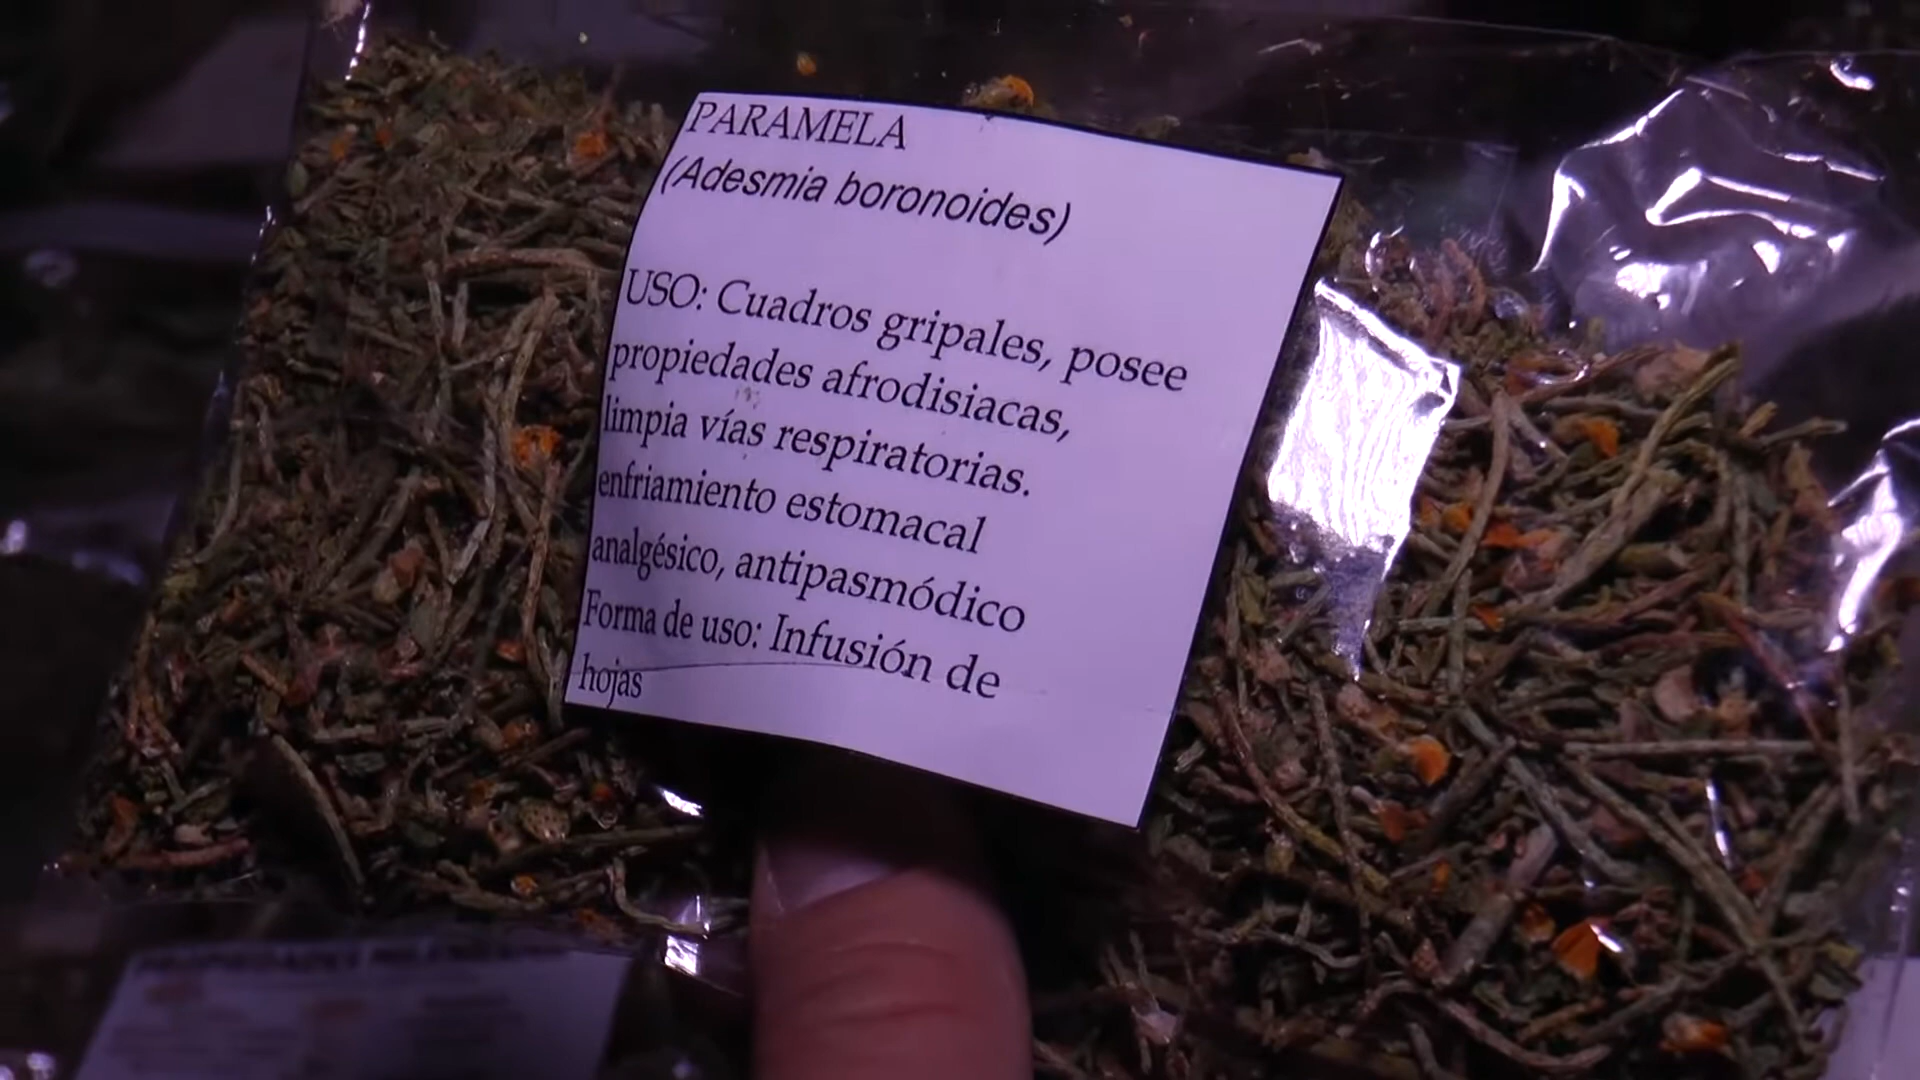 PARAMELA
(Adesmia boronoides)
USO: Cuadros gripales, posee
propiedades afrodisiacas,
limpia vías respiratorias.
enfriamiento estomacal
analgésico, antipasmódico
Forma de uso: Infusión de
hojas